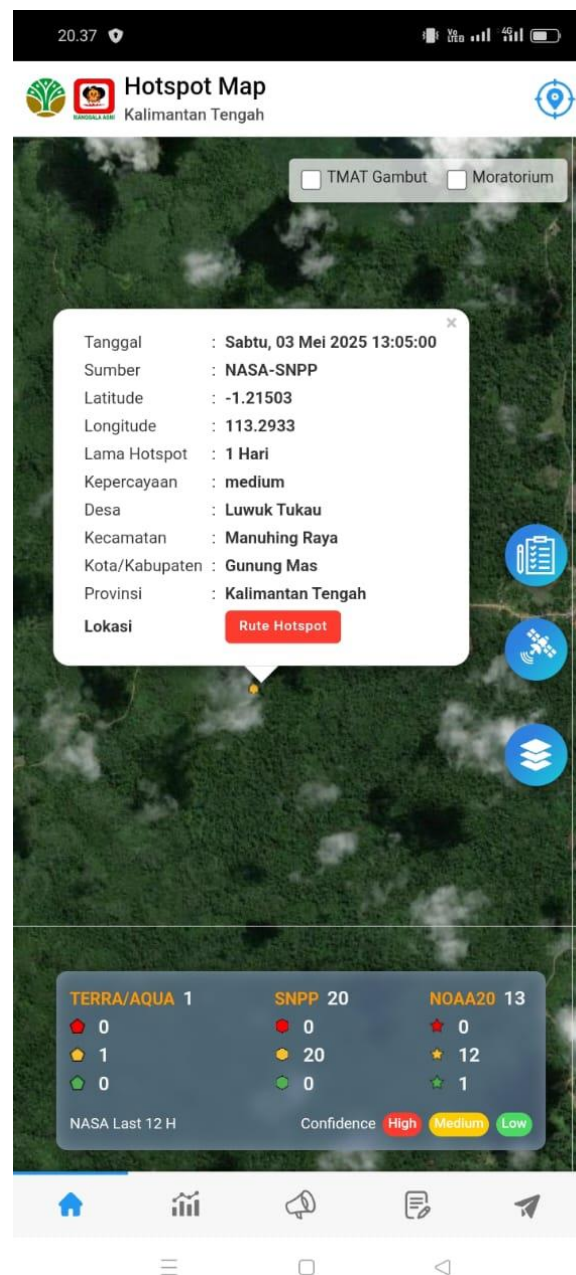 20.37
Hotspot Map
Kalimantan Tengah
TMAT Gambut Moratorium
×
Tanggal : Sabtu, 03 Mei 2025 13:05:00
Sumber : NASA-SNPP
Latitude : -1.21503
Longitude : 113.2933
Lama Hotspot : 1 Hari
Kepercayaan : medium
Desa : Luwuk Tukau
Kecamatan : Manuhing Raya
Kota/Kabupaten : Gunung Mas
Provinsi : Kalimantan Tengah
Lokasi Rute Hotspot
TERRA/AQUA 1 SNPP 20 NOAA20 13
0 0 0
1 20 12
0 0 1
NASA Last 12 H Confidence High Medium Low